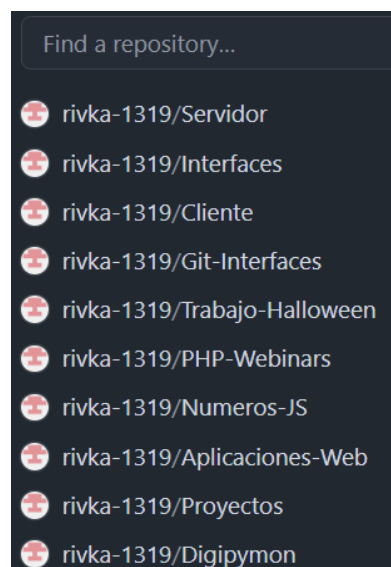 Find a repository...
rivka-1319/Servidor
rivka-1319/Interfaces
rivka-1319/Cliente
rivka-1319/Git-Interfaces
rivka-1319/Trabajo-Halloween
rivka-1319/PHP-Webinars
rivka-1319/Numeros-JS
rivka-1319/Aplicaciones-Web
rivka-1319/Proyectos
rivka-1319/Digipymon